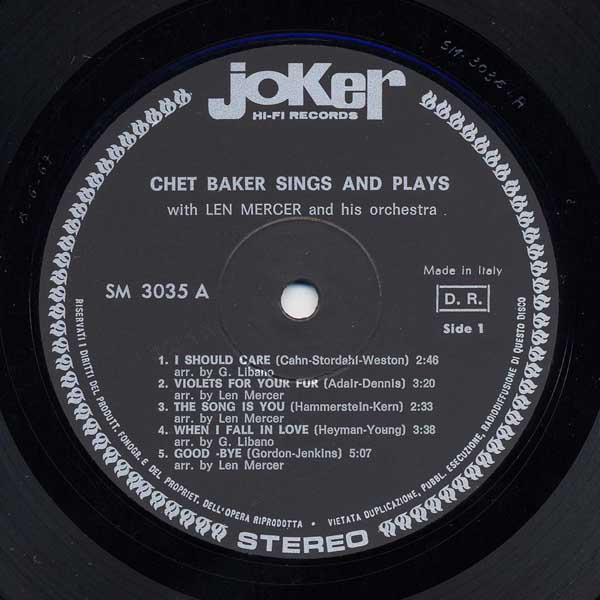 joKer
HI-FI RECORDS
CHET BAKER SINGS AND PLAYS
with LEN MERCER and his orchestra .
SM 3035 A
Made in Italy
D. R.
Side 1
1. I SHOULD CARE (Cahn-Stordahl-Weston) 2:46
arr. by G. Libano
2. VIOLETS FOR YOUR FUR (Adair-Dennis) 3:20
arr. by Len Mercer
3. THE SONG IS YOU (Hammerstein-Kern) 2:33
arr. by Len Mercer
4. WHEN I FALL IN LOVE (Heyman-Young) 3:38
arr. by G. Libano
5. GOOD -BYE (Gordon-Jenkins) 5:07
arr. by Len Mercer
RISERVATI I DIRITTI DEL PRODUTT. FONOGR. E DEL PROPRIET. DELL'OPERA RIPRODOTTA • VIETATA DUPLICAZIONE, PUBBL. ESECUZIONE, RADIODIFFUSIONE DI QUESTO DISCO
STEREO
SM-3035-A